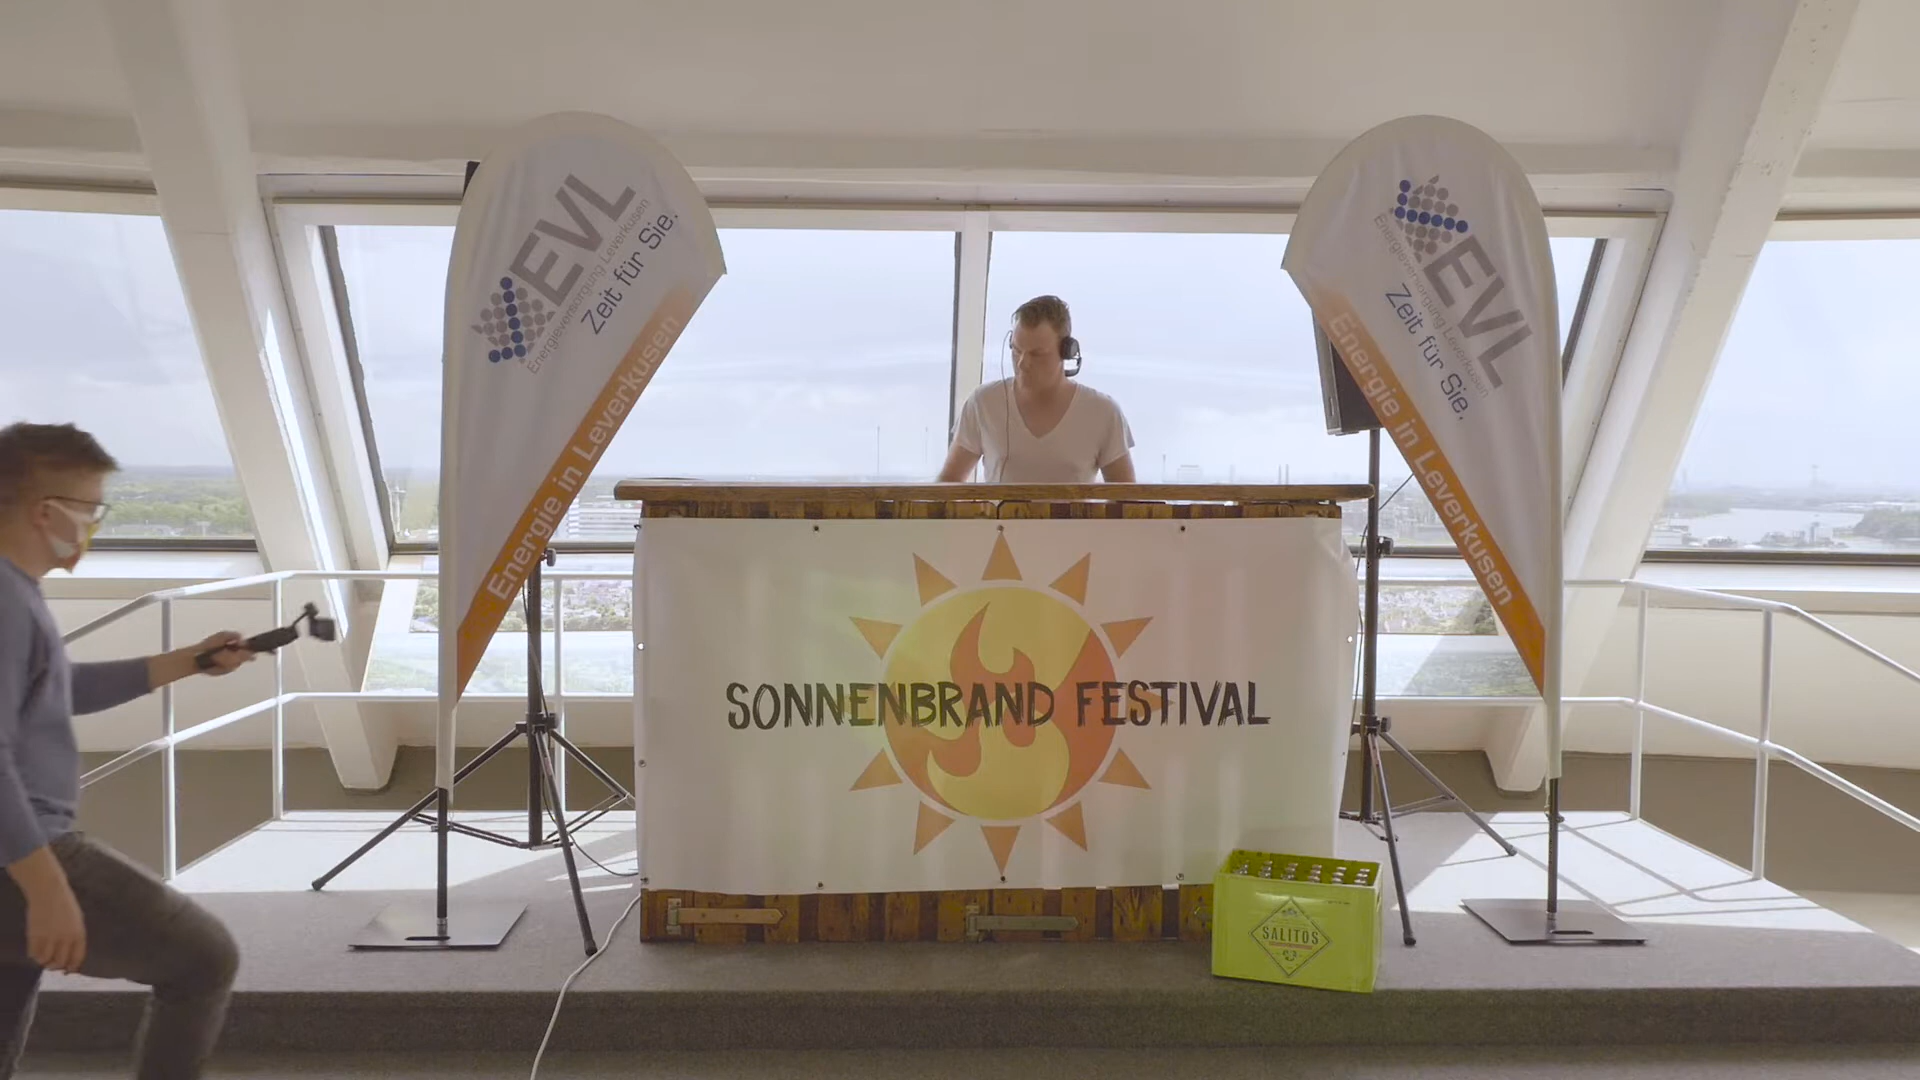 EVL
Energieversorgung Leverkusen
Zeit für Sie.
Energie in Leverkusen
EVL
Energieversorgung Leverkusen
Zeit für Sie.
Energie in Leverkusen
SONNENBRAND FESTIVAL
SALITOS